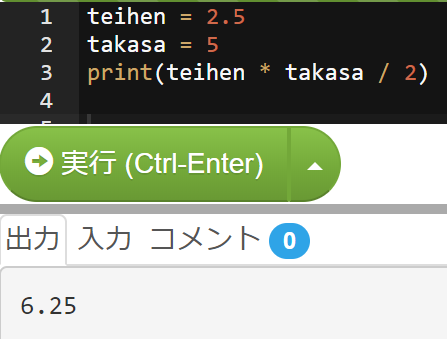 1 teihen = 2.5
2 takasa = 5
3 print(teihen * takasa / 2)
4
実行 (Ctrl-Enter)
出力 入力 コメント 0
6.25